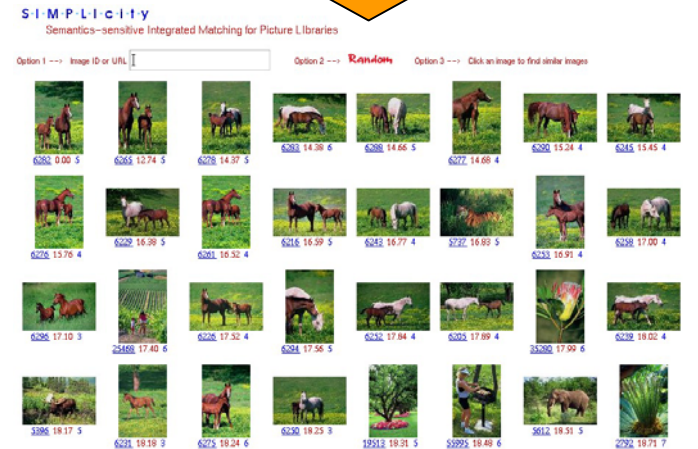 S·I·M·P·L·I·c·i·t·y
Semantics-sensitive Integrated Matching for Picture LIbraries
Option 1 --> Image ID or URL Option 2 --> Random Option 3 --> Click an image to find similar images
6282 0.00 5 6265 12.74 5 6278 14.37 5 6283 14.38 6 6288 14.66 5 6277 14.68 4 6290 15.24 4 6245 15.45 4
6276 15.76 4 6229 16.38 5 6261 16.52 4 6216 16.59 5 6243 16.77 4 5737 16.83 5 6253 16.91 4 6258 17.00 4
6296 17.10 3 25469 17.40 6 6226 17.52 4 6294 17.56 5 6252 17.84 4 6205 17.89 4 35280 17.99 6 6239 18.02 4
5396 18.17 5 6231 18.18 3 6275 18.24 6 6250 18.25 3 19513 18.31 5 55995 18.48 6 5612 18.51 5 2792 18.71 7